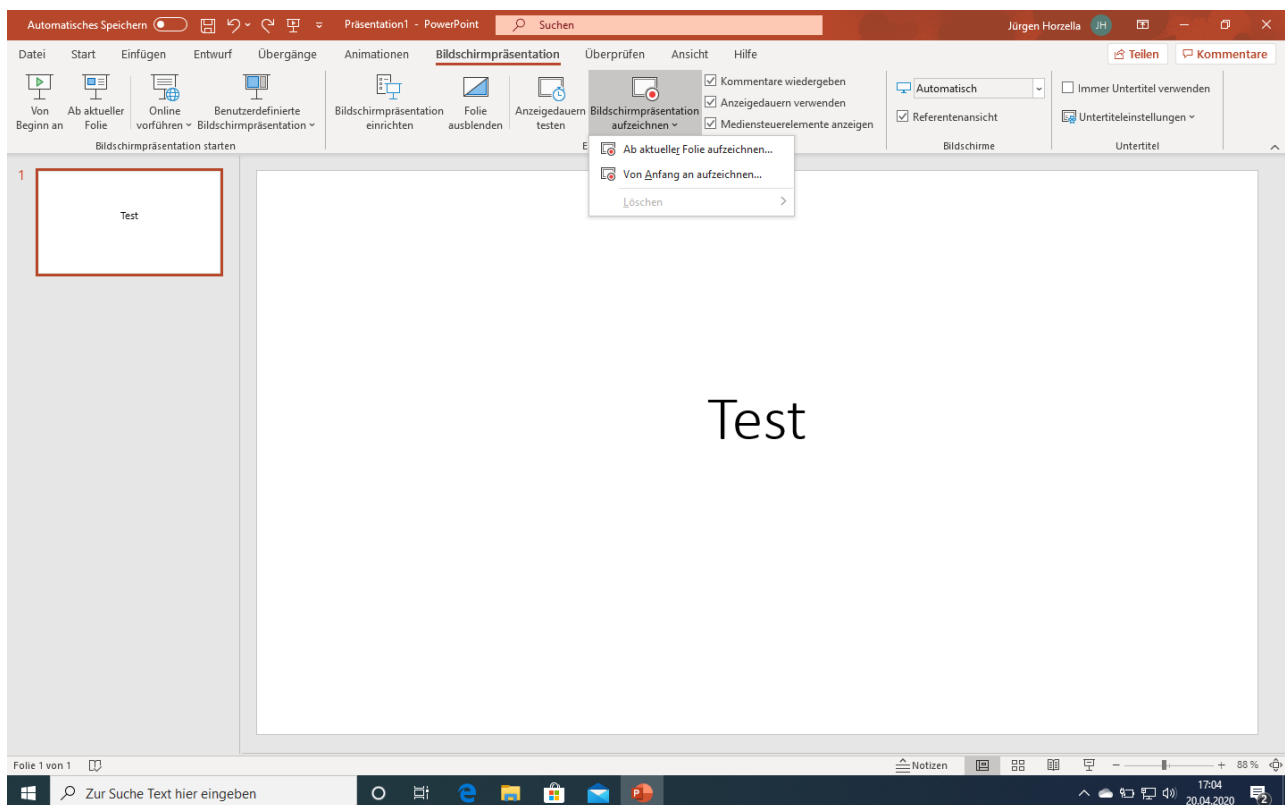 Automatisches Speichern
Präsentation1 - PowerPoint
Suchen
Jürgen Horzella
JH
Datei Start Einfügen Entwurf Übergänge Animationen Bildschirmpräsentation Überprüfen Ansicht Hilfe
Teilen
Kommentare
Von Beginn an
Ab aktueller Folie
Online vorführen
Benutzerdefinierte Bildschirmpräsentation
Bildschirmpräsentation starten
Bildschirmpräsentation einrichten
Folie ausblenden
Anzeigedauern testen
Bildschirmpräsentation aufzeichnen
Kommentare wiedergeben
Anzeigedauern verwenden
Mediensteuerelemente anzeigen
Automatisch
Referentenansicht
Bildschirme
Immer Untertitel verwenden
Untertiteleinstellungen
Untertitel
Ab aktueller Folie aufzeichnen...
Von Anfang an aufzeichnen...
Löschen
1
Test
Test
Folie 1 von 1
Notizen
88 %
Zur Suche Text hier eingeben
17:04
20.04.2020
2